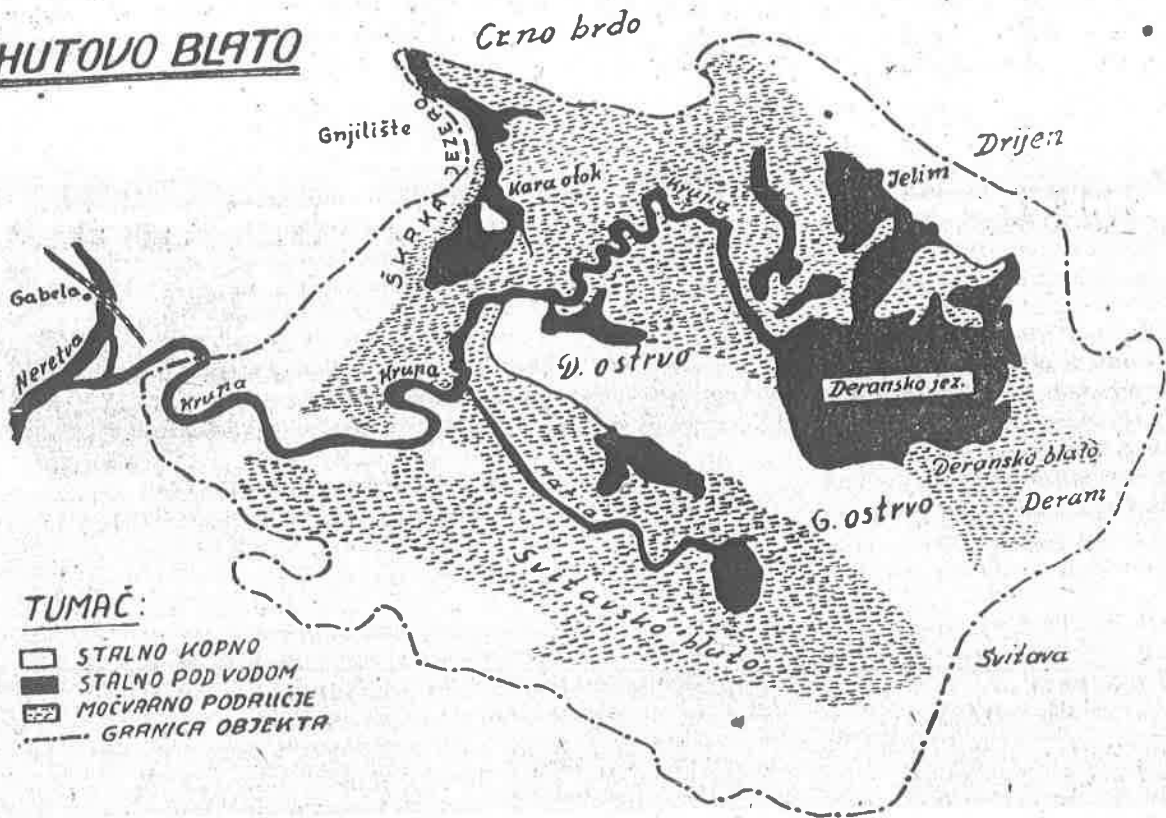 HUTOVO BLATO
Crno brdo
Gnjilište
ŠKRKA JEZERO
Kara otok
Krupa
Drijen
Jelim
Gabela
Neretva
Krupa
Krupa
D. ostrvo
Deransko jez.
Deransko blato
Deram
G. ostrvo
Svitavsko blato
Svitava
TUMAČ:
STALNO KOPNO
STALNO POD VODOM
MOČVARNO PODRUČJE
GRANICA OBJEKTA